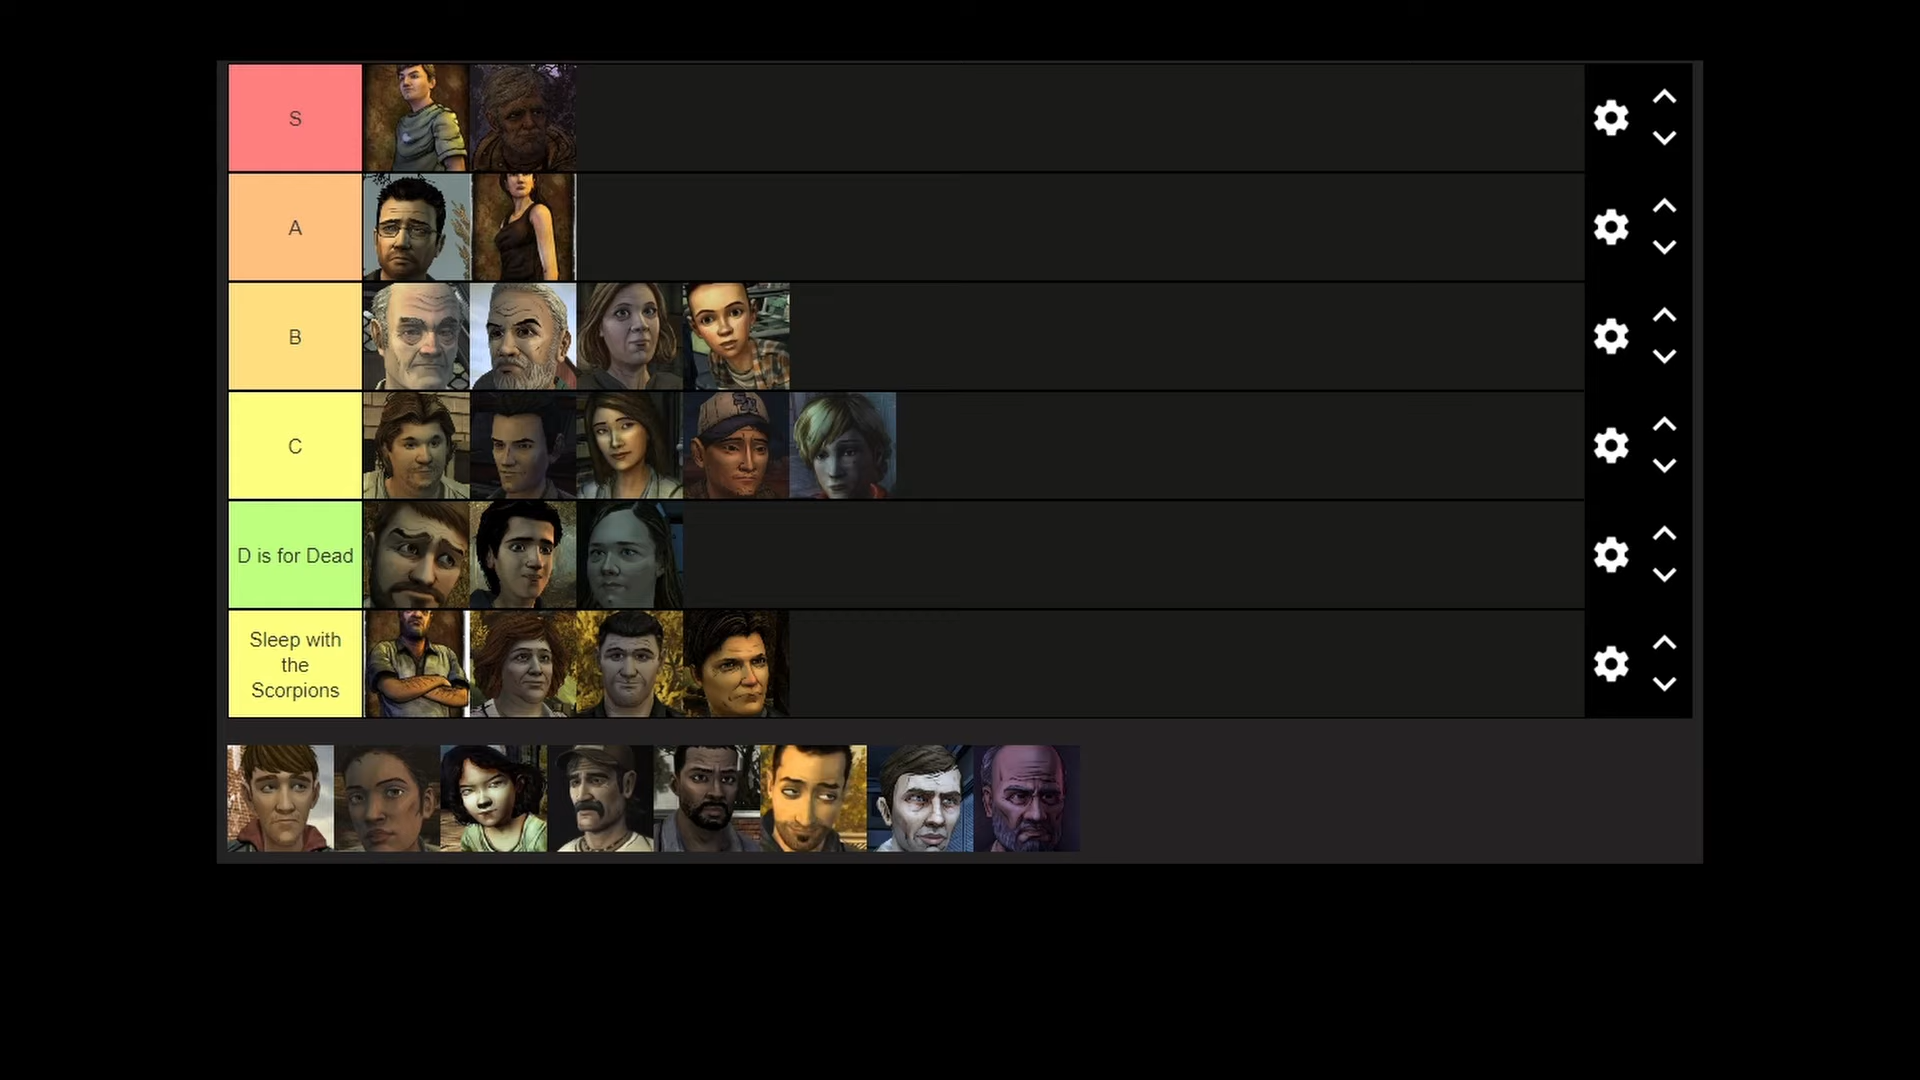 S
A
B
C
D is for Dead
Sleep with
the
Scorpions